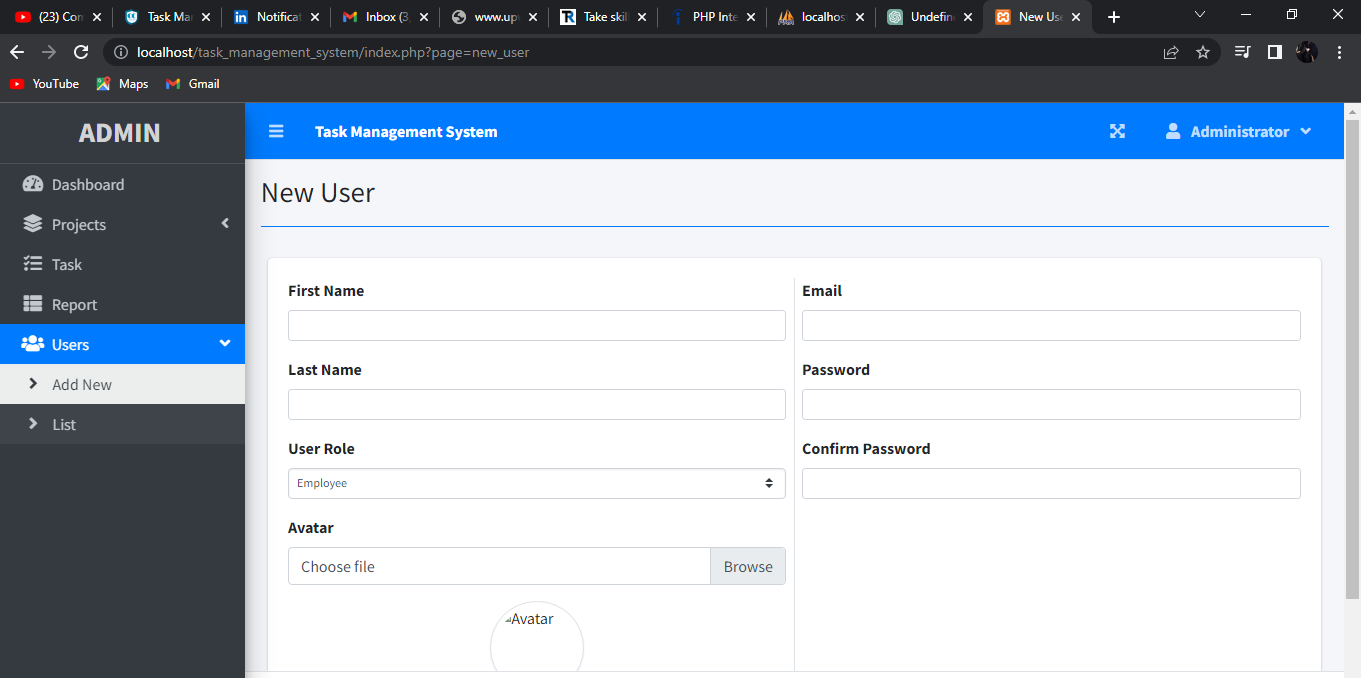 (23) Con
Task Mar
Notificat
Inbox (3,
www.up
Take skil
PHP Inte
localhos
Undefin
New Us
localhost/task_management_system/index.php?page=new_user
YouTube
Maps
Gmail
ADMIN
Task Management System
Administrator
Dashboard
Projects
Task
Report
Users
Add New
List
New User
First Name
Email
Last Name
Password
User Role
Confirm Password
Employee
Avatar
Choose file
Browse
Avatar